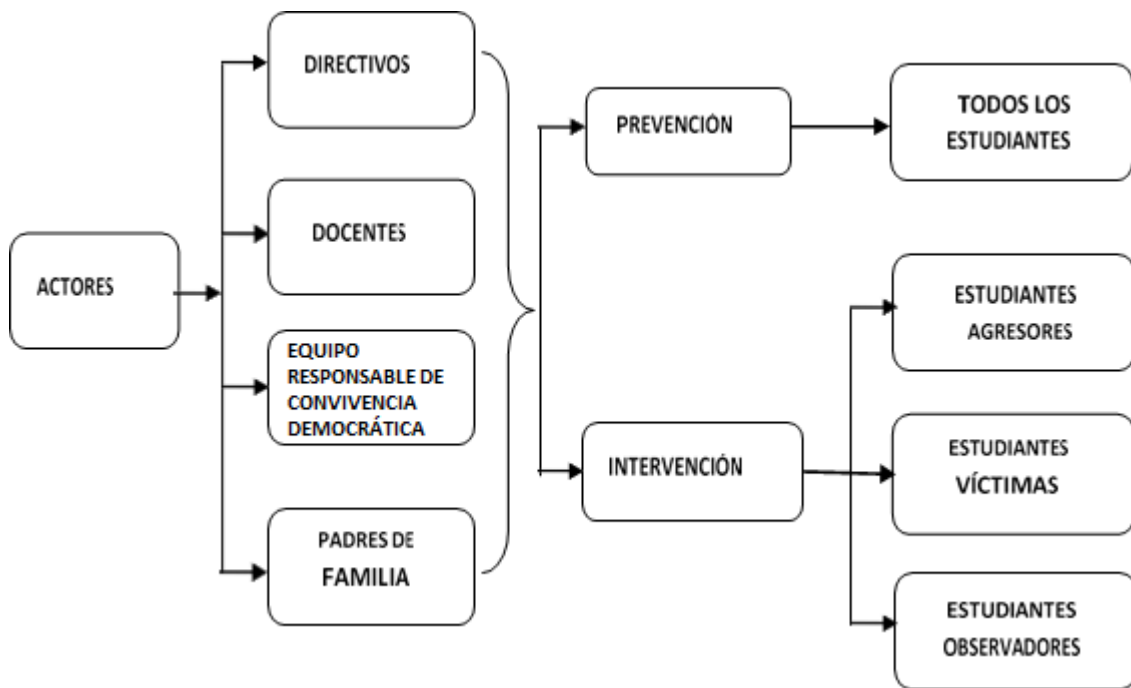 ACTORES
DIRECTIVOS
DOCENTES
EQUIPO
RESPONSABLE DE
CONVIVENCIA
DEMOCRÁTICA
PADRES DE
FAMILIA
PREVENCIÓN
INTERVENCIÓN
TODOS LOS
ESTUDIANTES
ESTUDIANTES
AGRESORES
ESTUDIANTES
VÍCTIMAS
ESTUDIANTES
OBSERVADORES